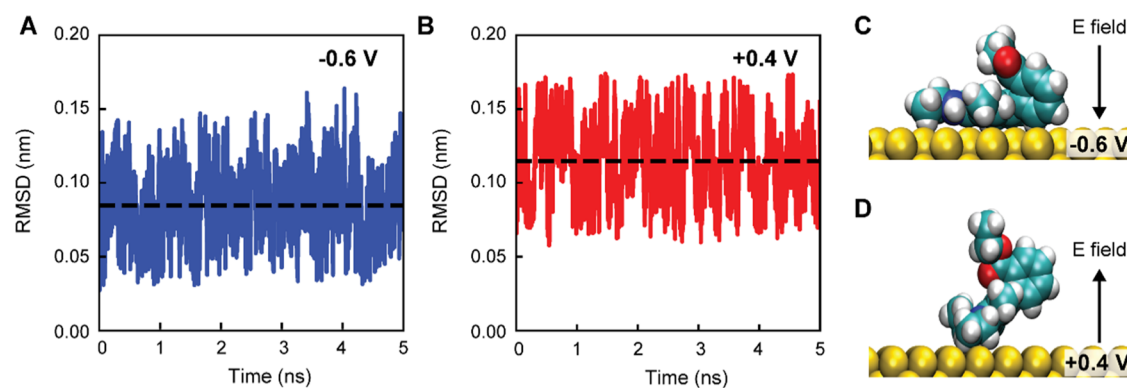 A
-0.6 V
RMSD (nm)
0.20
0.15
0.10
0.05
0.00
0 1 2 3 4 5
Time (ns)
B
+0.4 V
RMSD (nm)
0.20
0.15
0.10
0.05
0.00
0 1 2 3 4 5
Time (ns)
C
E field
-0.6 V
D
E field
+0.4 V